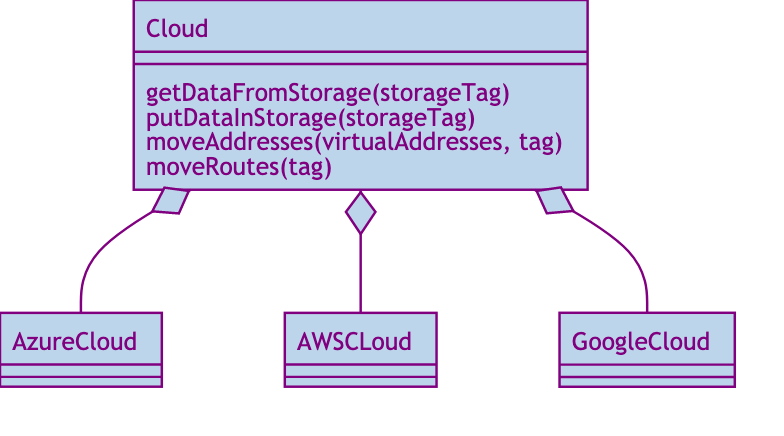 Cloud
getDataFromStorage(storageTag)
putDataInStorage(storageTag)
moveAddresses(virtualAddresses, tag)
moveRoutes(tag)
AzureCloud
AWSCLoud
GoogleCloud